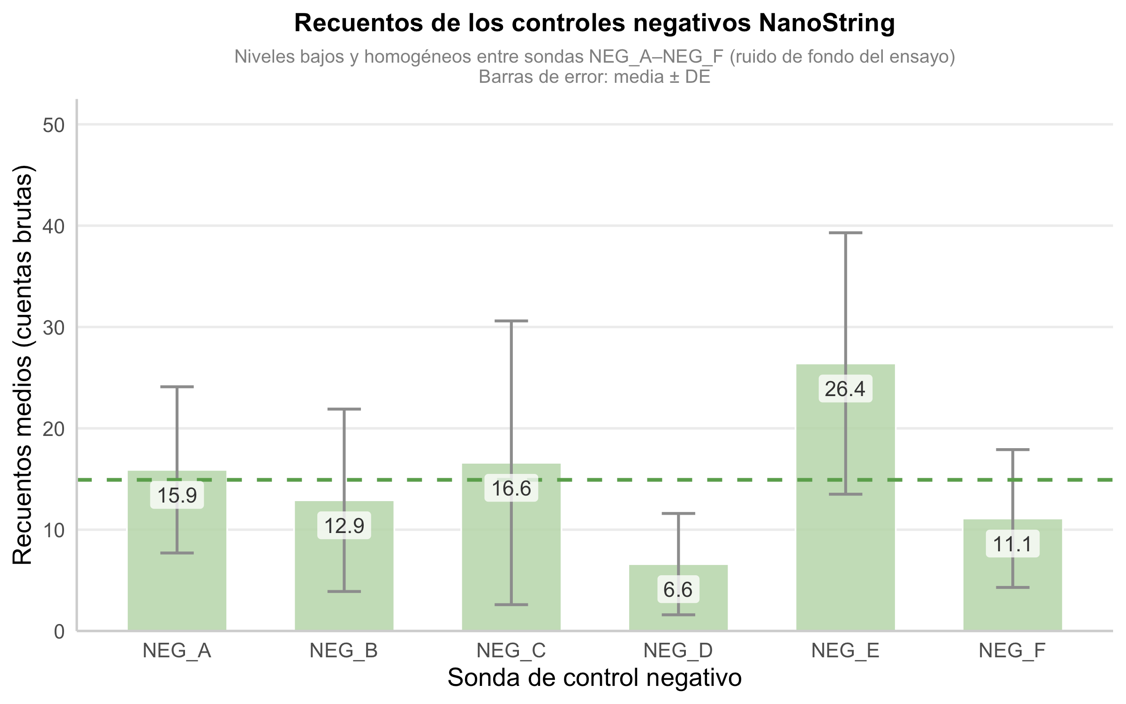 Recuentos de los controles negativos NanoString
Niveles bajos y homogéneos entre sondas NEG_A–NEG_F (ruido de fondo del ensayo)
Barras de error: media ± DE
Recuentos medios (cuentas brutas)
50
40
30
20
10
0
15.9
12.9
16.6
6.6
26.4
11.1
NEG_A
NEG_B
NEG_C
NEG_D
NEG_E
NEG_F
Sonda de control negativo